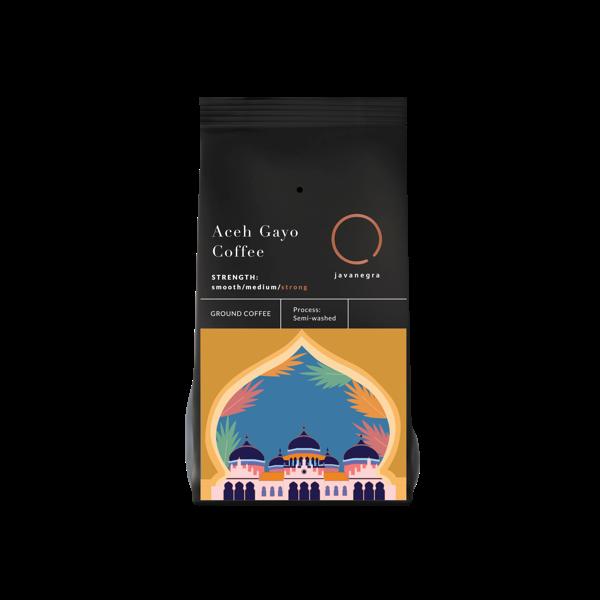 Aceh Gayo
Coffee
javanegra
STRENGTH:
smooth/medium/strong
GROUND COFFEE
Process:
Semi-washed